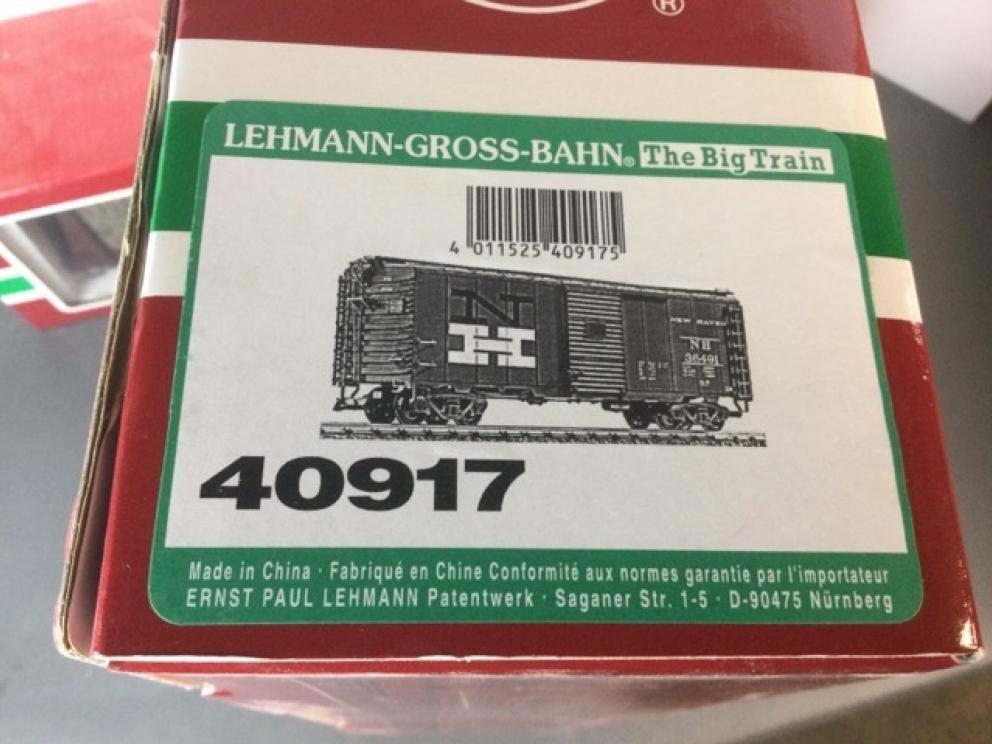 ®
LEHMANN-GROSS-BAHN® The Big Train
4 011525 409175
N
H
NEW HAVEN
NH
36491
40917
Made in China · Fabriqué en Chine Conformité aux normes garantie par l'importateur
ERNST PAUL LEHMANN Patentwerk · Saganer Str. 1-5 · D-90475 Nürnberg